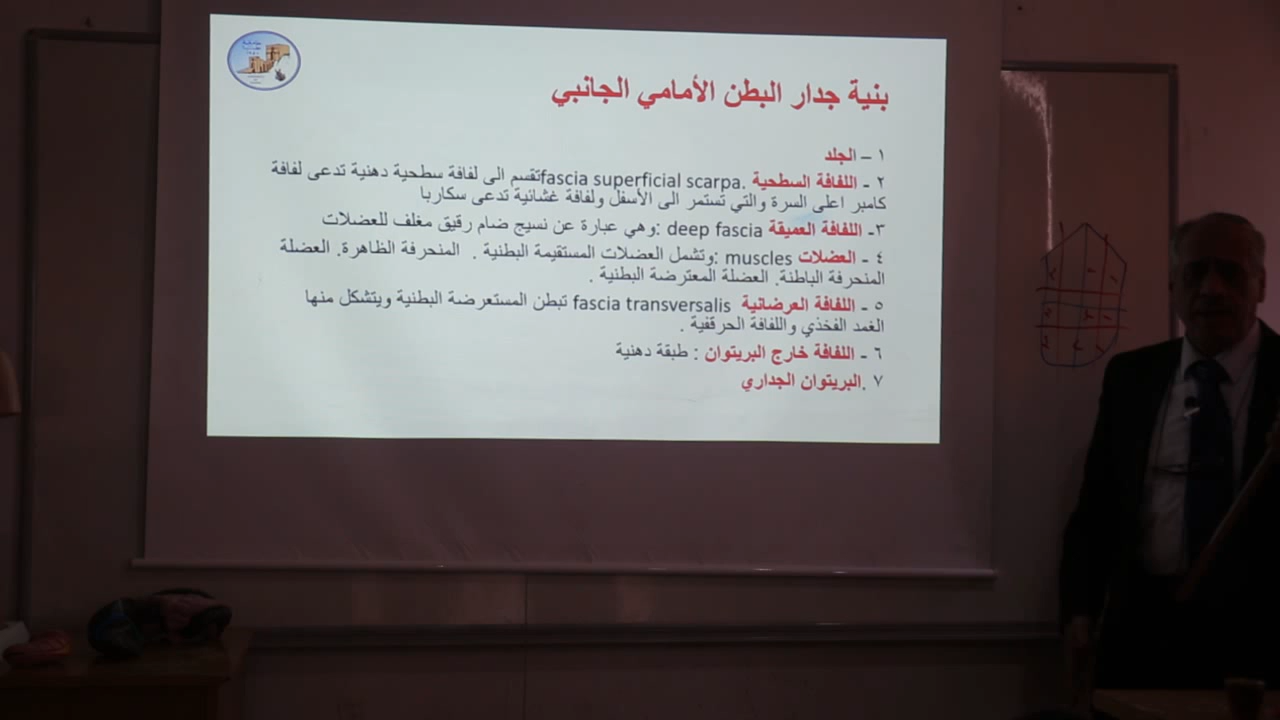 بنية جدار البطن الأمامي الجانبي
١ – الجلد
٢ - اللفافة السطحية .fascia superficial scarpaتقسم الى لفافة سطحية دهنية تدعى لفافة
كامبر اعلى السرة والتي تستمر الى الأسفل ولفافة غشائية تدعى سكاربا
٣- اللفافة العميقة deep fascia :وهي عبارة عن نسيج ضام رقيق مغلف للعضلات
٤ - العضلات muscles :وتشمل العضلات المستقيمة البطنية . المنحرفة الظاهرة. العضلة
المنحرفة الباطنة. العضلة المعترضة البطنية .
٥ - اللفافة العرضانية fascia transversalis تبطن المستعرضة البطنية ويتشكل منها
الغمد الفخذي واللفافة الحرقفية .
٦ - اللفافة خارج البريتوان : طبقة دهنية
٧ .البريتوان الجداري